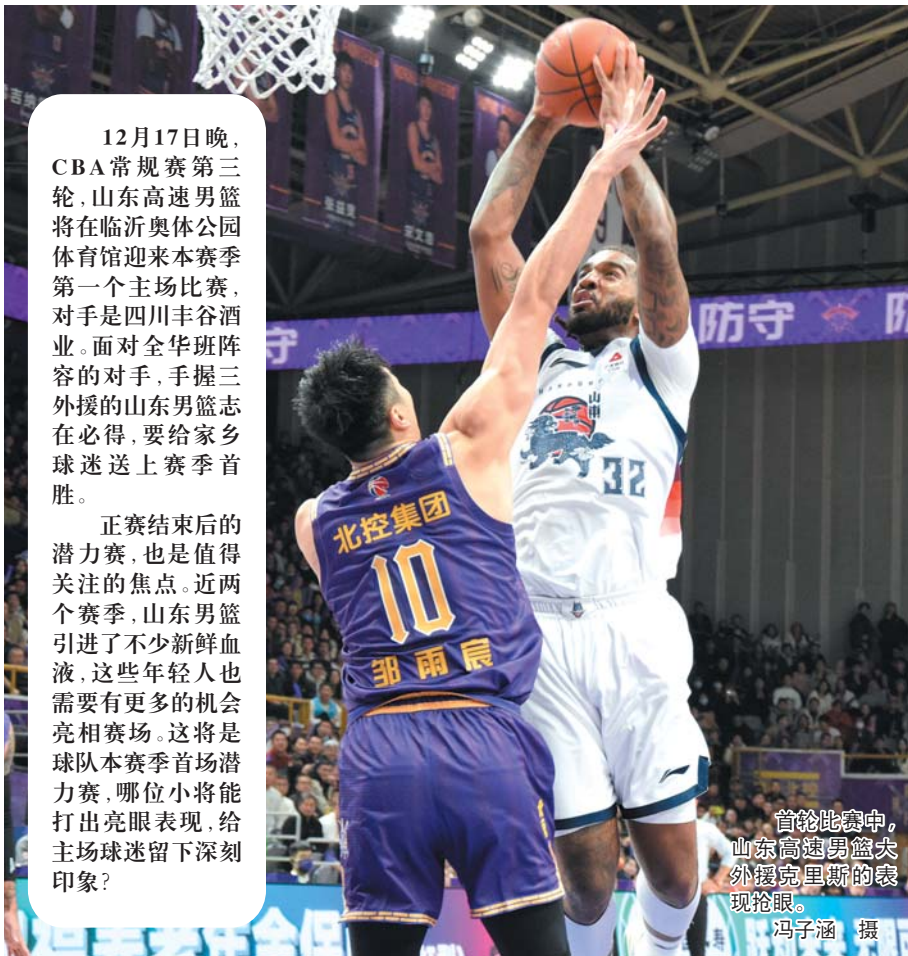 12月17日晚,
CBA常规赛第三
轮,山东高速男篮
将在临沂奥体公园
体育馆迎来本赛季
第一个主场比赛,
对手是四川丰谷酒
业。面对全华班阵
容的对手,手握三
外援的山东男篮志
在必得,要给家乡
球迷送上赛季首
胜。
正赛结束后的
潜力赛,也是值得
关注的焦点。近两
个赛季,山东男篮
引进了不少新鲜血
液,这些年轻人也
需要有更多的机会
亮相赛场。这将是
球队本赛季首场潜
力赛,哪位小将能
打出亮眼表现,给
主场球迷留下深刻
印象?
守
防守
防
山東
32
北控集团
10
邹雨宸
首轮比赛中,
山东高速男篮大
外援克里斯的表
现抢眼。
冯子涵 摄